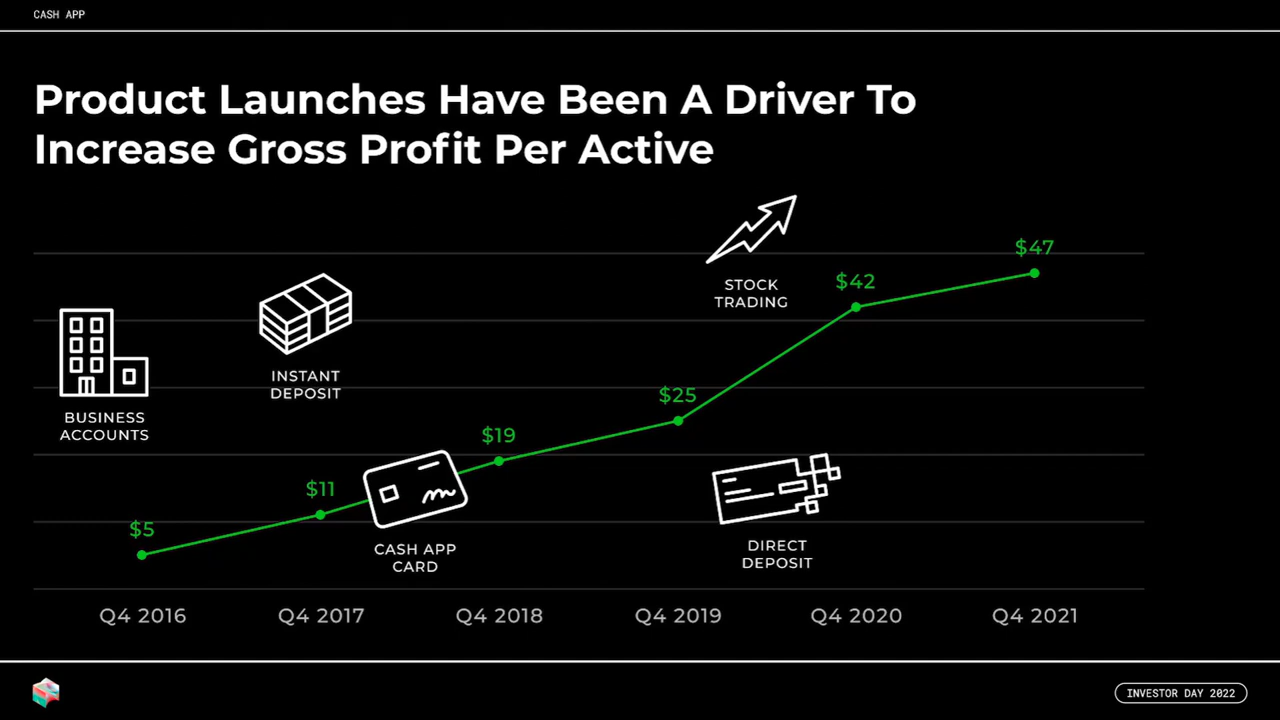 CASH APP
Product Launches Have Been A Driver To
Increase Gross Profit Per Active
STOCK
TRADING
$47
$42
INSTANT
DEPOSIT
BUSINESS
ACCOUNTS
$25
$19
$11
$5
CASH APP
CARD
DIRECT
DEPOSIT
Q4 2016
Q4 2017
Q4 2018
Q4 2019
Q4 2020
Q4 2021
INVESTOR DAY 2022